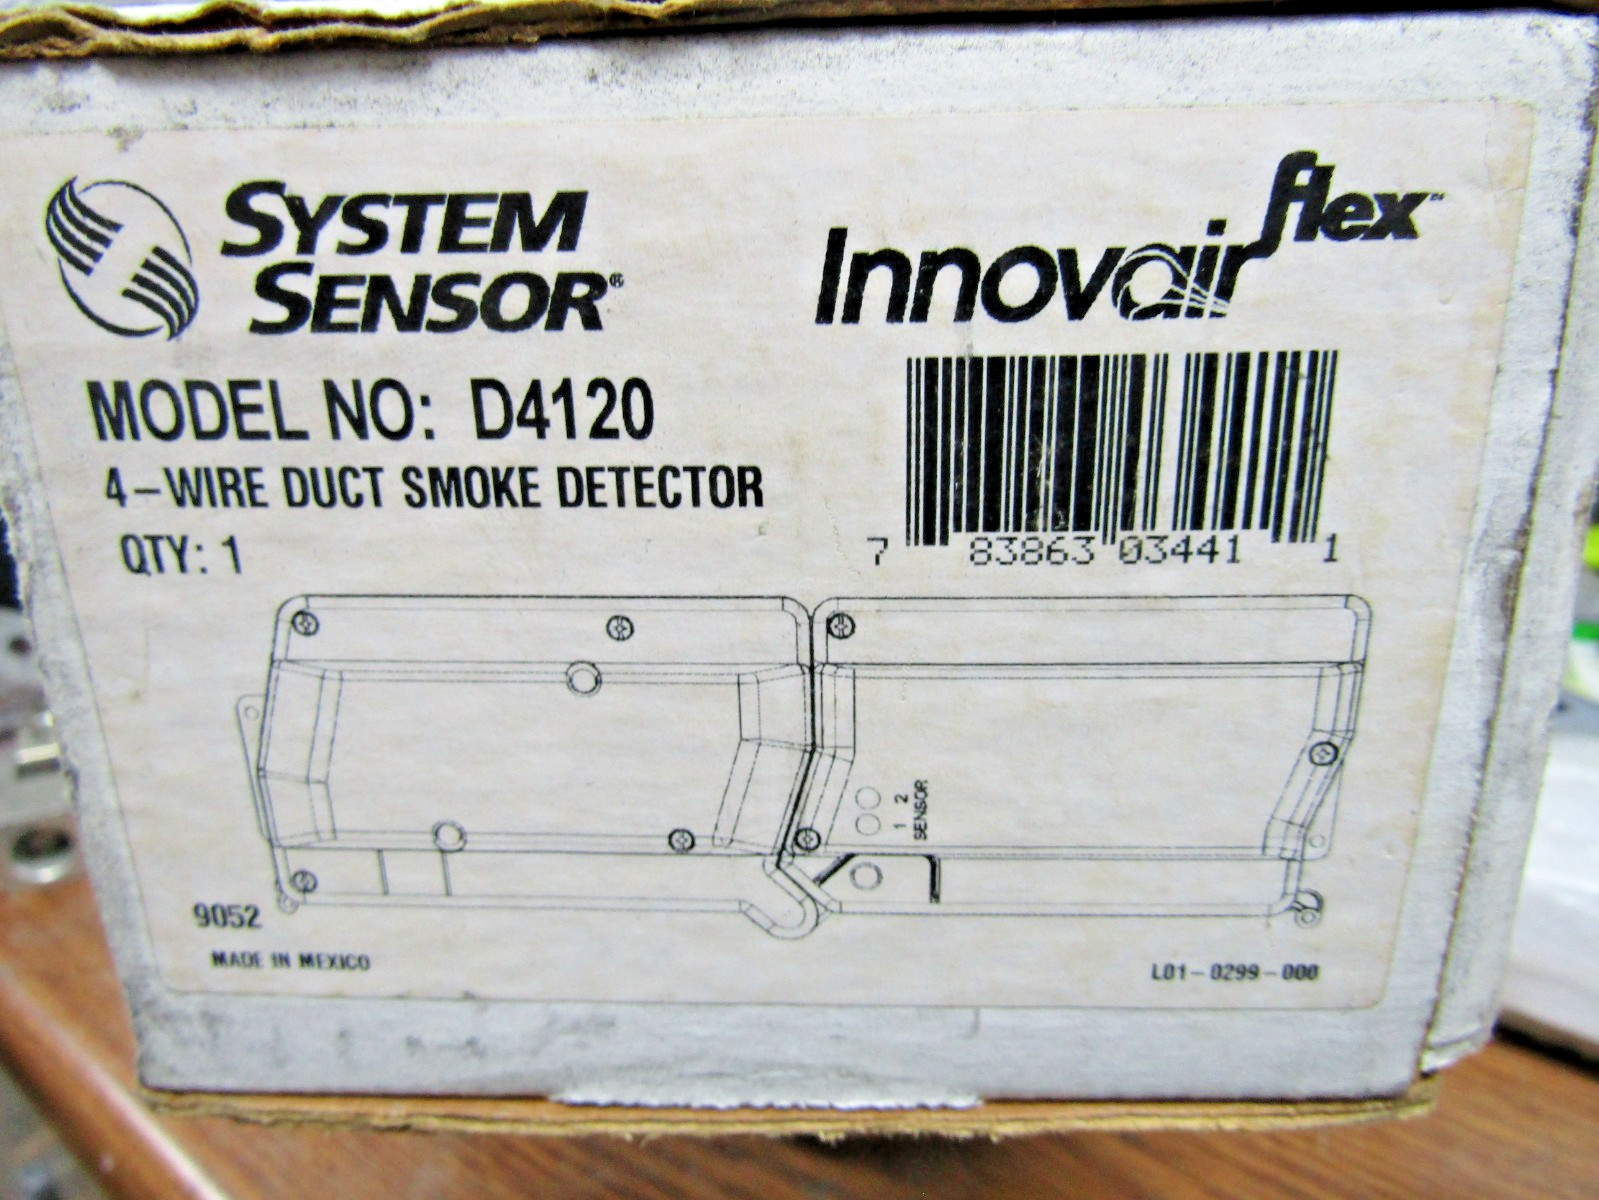 SYSTEM
SENSOR®
Innovair flex™
MODEL NO: D4120
4-WIRE DUCT SMOKE DETECTOR
QTY: 1
7 83863 03441 1
1 2
SENSOR
9052
MADE IN MEXICO
L01-0299-000